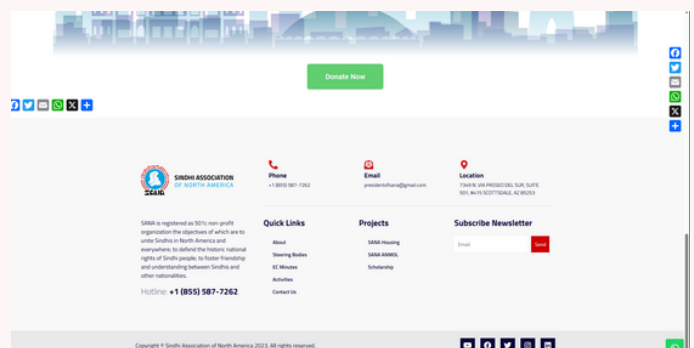 Donate Now
SINDHI ASSOCIATION
OF NORTH AMERICA
SANA
Phone
+1 (855) 587-7262
Email
presidentofsana@gmail.com
Location
7349 N. VIA PASSEO DEL SUR, SUITE
501, #415 SCOTTSDALE, AZ 85253
SANA is registered as 501c non-profit
organization the objectives of which are to
unite Sindhis in North America and
everywhere; to defend the historic national
rights of Sindhi people; to foster friendship
and understanding between Sindhis and
other nationalities.
Hotline: +1 (855) 587-7262
Quick Links
About
Steering Bodies
EC Minutes
Activities
Contact Us
Projects
SANA Housing
SANA ANMOL
Scholarship
Subscribe Newsletter
Email
Send
Copyright © Sindhi Association of North America 2023. All rights reserved.